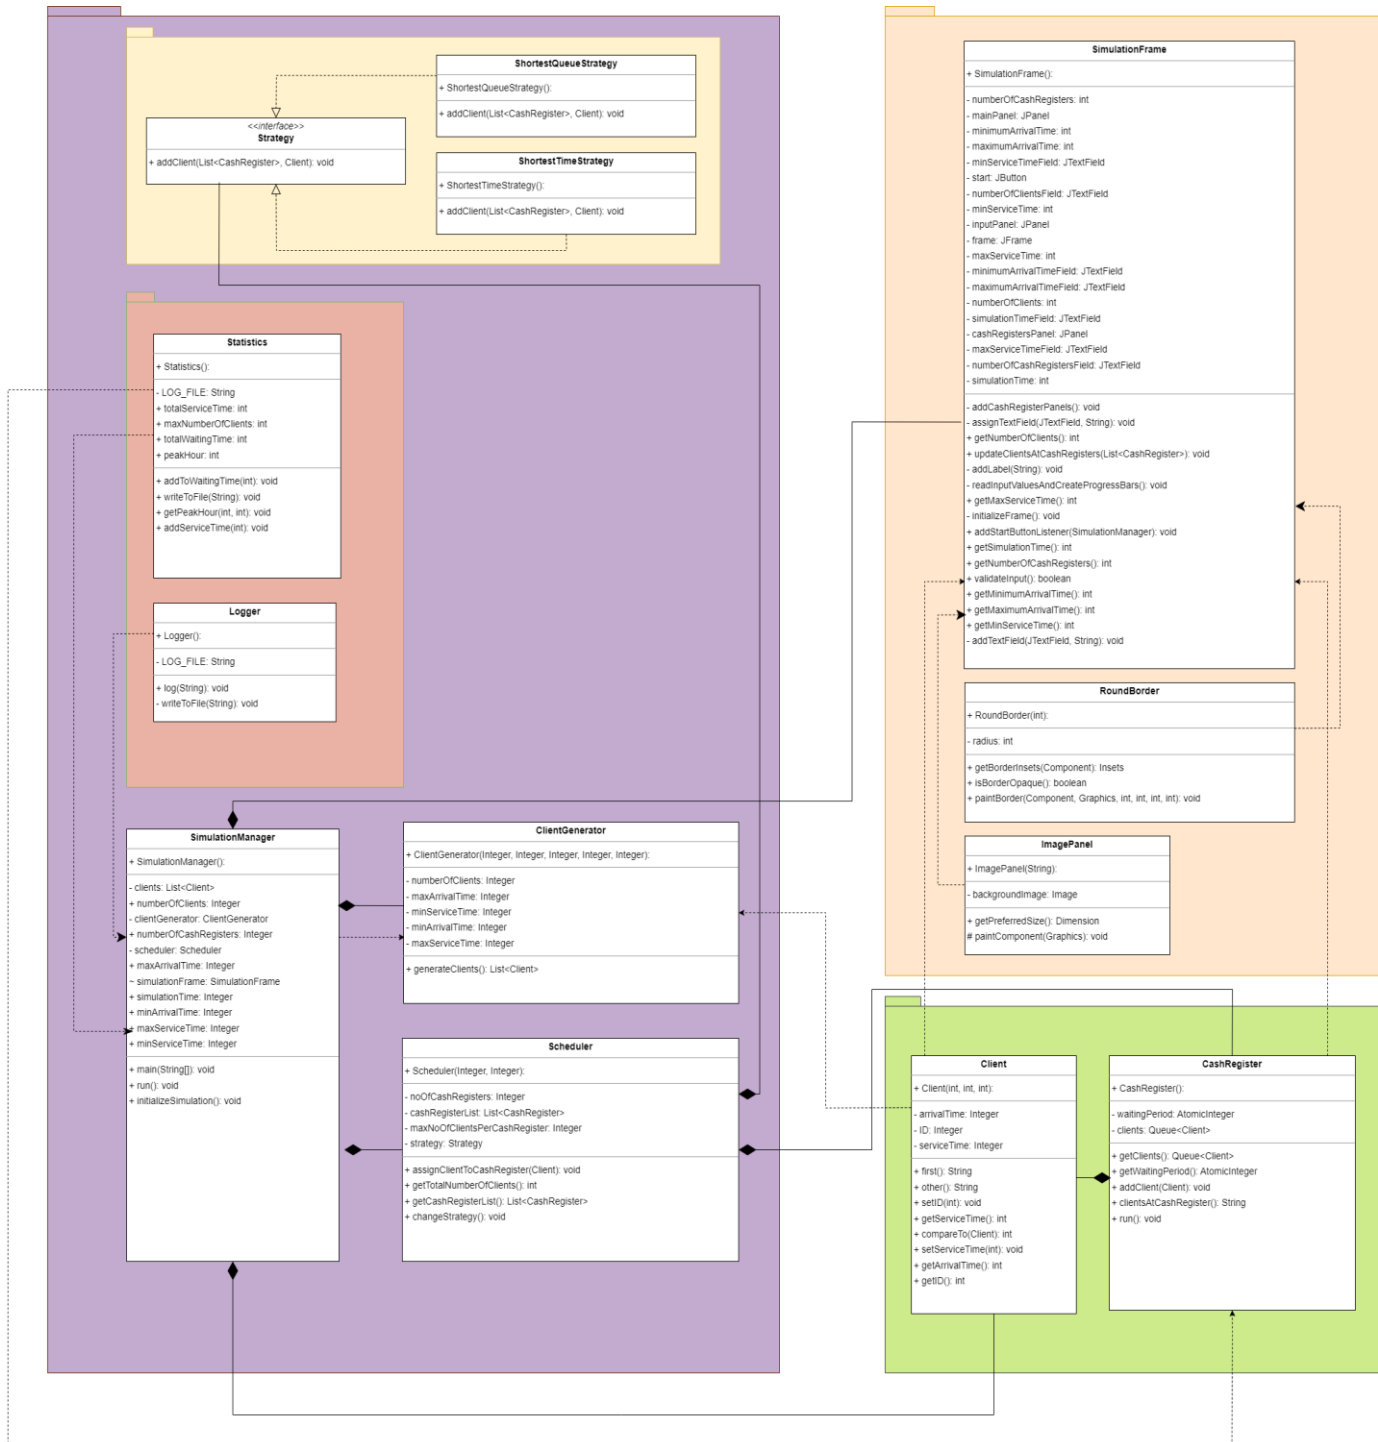 ShortestQueueStrategy
+ ShortestQueueStrategy():
+ addClient(List<CashRegister>, Client): void
<<interface>>
Strategy
+ addClient(List<CashRegister>, Client): void
ShortestTimeStrategy
+ ShortestTimeStrategy():
+ addClient(List<CashRegister>, Client): void
Statistics
+ Statistics():
- LOG_FILE: String
+ totalServiceTime: int
+ maxNumberOfClients: int
+ totalWaitingTime: int
+ peakHour: int
+ addToWaitingTime(int): void
+ writeToFile(String): void
+ getPeakHour(int, int): void
+ addServiceTime(int): void
Logger
+ Logger():
- LOG_FILE: String
+ log(String): void
- writeToFile(String): void
SimulationManager
+ SimulationManager():
- clients: List<Client>
+ numberOfClients: Integer
- clientGenerator: ClientGenerator
+ numberOfCashRegisters: Integer
- scheduler: Scheduler
+ maxArrivalTime: Integer
~ simulationFrame: SimulationFrame
+ simulationTime: Integer
+ minArrivalTime: Integer
+ maxServiceTime: Integer
+ minServiceTime: Integer
+ main(String[]): void
+ run(): void
+ initializeSimulation(): void
ClientGenerator
+ ClientGenerator(Integer, Integer, Integer, Integer, Integer):
- numberOfClients: Integer
- maxArrivalTime: Integer
- minServiceTime: Integer
- minArrivalTime: Integer
- maxServiceTime: Integer
+ generateClients(): List<Client>
Scheduler
+ Scheduler(Integer, Integer):
- noOfCashRegisters: Integer
- cashRegisterList: List<CashRegister>
- maxNoOfClientsPerCashRegister: Integer
- strategy: Strategy
+ assignClientToCashRegister(Client): void
+ getTotalNumberOfClients(): int
+ getCashRegisterList(): List<CashRegister>
+ changeStrategy(): void
SimulationFrame
+ SimulationFrame():
- numberOfCashRegisters: int
- mainPanel: JPanel
- minimumArrivalTime: int
- maximumArrivalTime: int
- minServiceTimeField: JTextField
- start: JButton
- numberOfClientsField: JTextField
- minServiceTime: int
- inputPanel: JPanel
- frame: JFrame
- maxServiceTime: int
- minimumArrivalTimeField: JTextField
- maximumArrivalTimeField: JTextField
- numberOfClients: int
- simulationTimeField: JTextField
- cashRegistersPanel: JPanel
- maxServiceTimeField: JTextField
- numberOfCashRegistersField: JTextField
- simulationTime: int
- addCashRegisterPanels(): void
- assignTextField(JTextField, String): void
+ getNumberOfClients(): int
+ updateClientsAtCashRegisters(List<CashRegister>): void
- addLabel(String): void
- readInputValuesAndCreateProgressBars(): void
+ getMaxServiceTime(): int
- initializeFrame(): void
+ addStartButtonListener(SimulationManager): void
+ getSimulationTime(): int
+ getNumberOfCashRegisters(): int
+ validateInput(): boolean
+ getMinimumArrivalTime(): int
+ getMaximumArrivalTime(): int
+ getMinServiceTime(): int
- addTextField(JTextField, String): void
RoundBorder
+ RoundBorder(int):
- radius: int
+ getBorderInsets(Component): Insets
+ isBorderOpaque(): boolean
+ paintBorder(Component, Graphics, int, int, int, int): void
ImagePanel
+ ImagePanel(String):
- backgroundImage: Image
+ getPreferredSize(): Dimension
# paintComponent(Graphics): void
Client
+ Client(int, int, int):
- arrivalTime: Integer
- ID: Integer
- serviceTime: Integer
+ first(): String
+ other(): String
+ setID(int): void
+ getServiceTime(): int
+ compareTo(Client): int
+ setServiceTime(int): void
+ getArrivalTime(): int
+ getID(): int
CashRegister
+ CashRegister():
- waitingPeriod: AtomicInteger
- clients: Queue<Client>
+ getClients(): Queue<Client>
+ getWaitingPeriod(): AtomicInteger
+ addClient(Client): void
+ clientsAtCashRegister(): String
+ run(): void